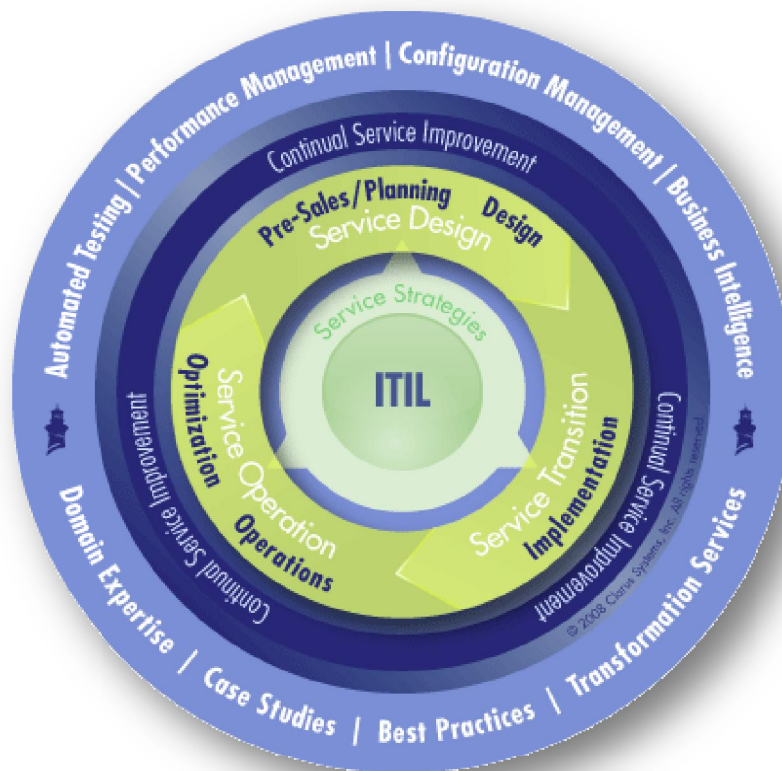 Automated Testing | Performance Management | Configuration Management | Business Intelligence
Continual Service Improvement
Pre-Sales/Planning Design
Service Design
Service Strategies
ITIL
Optimization
Service Operation
Operations
Service Transition
Implementation
Continual Service Improvement
Continual Service Improvement
© 2008 Clarus Systems, Inc. All rights reserved
Domain Expertise | Case Studies | Best Practices | Transformation Services